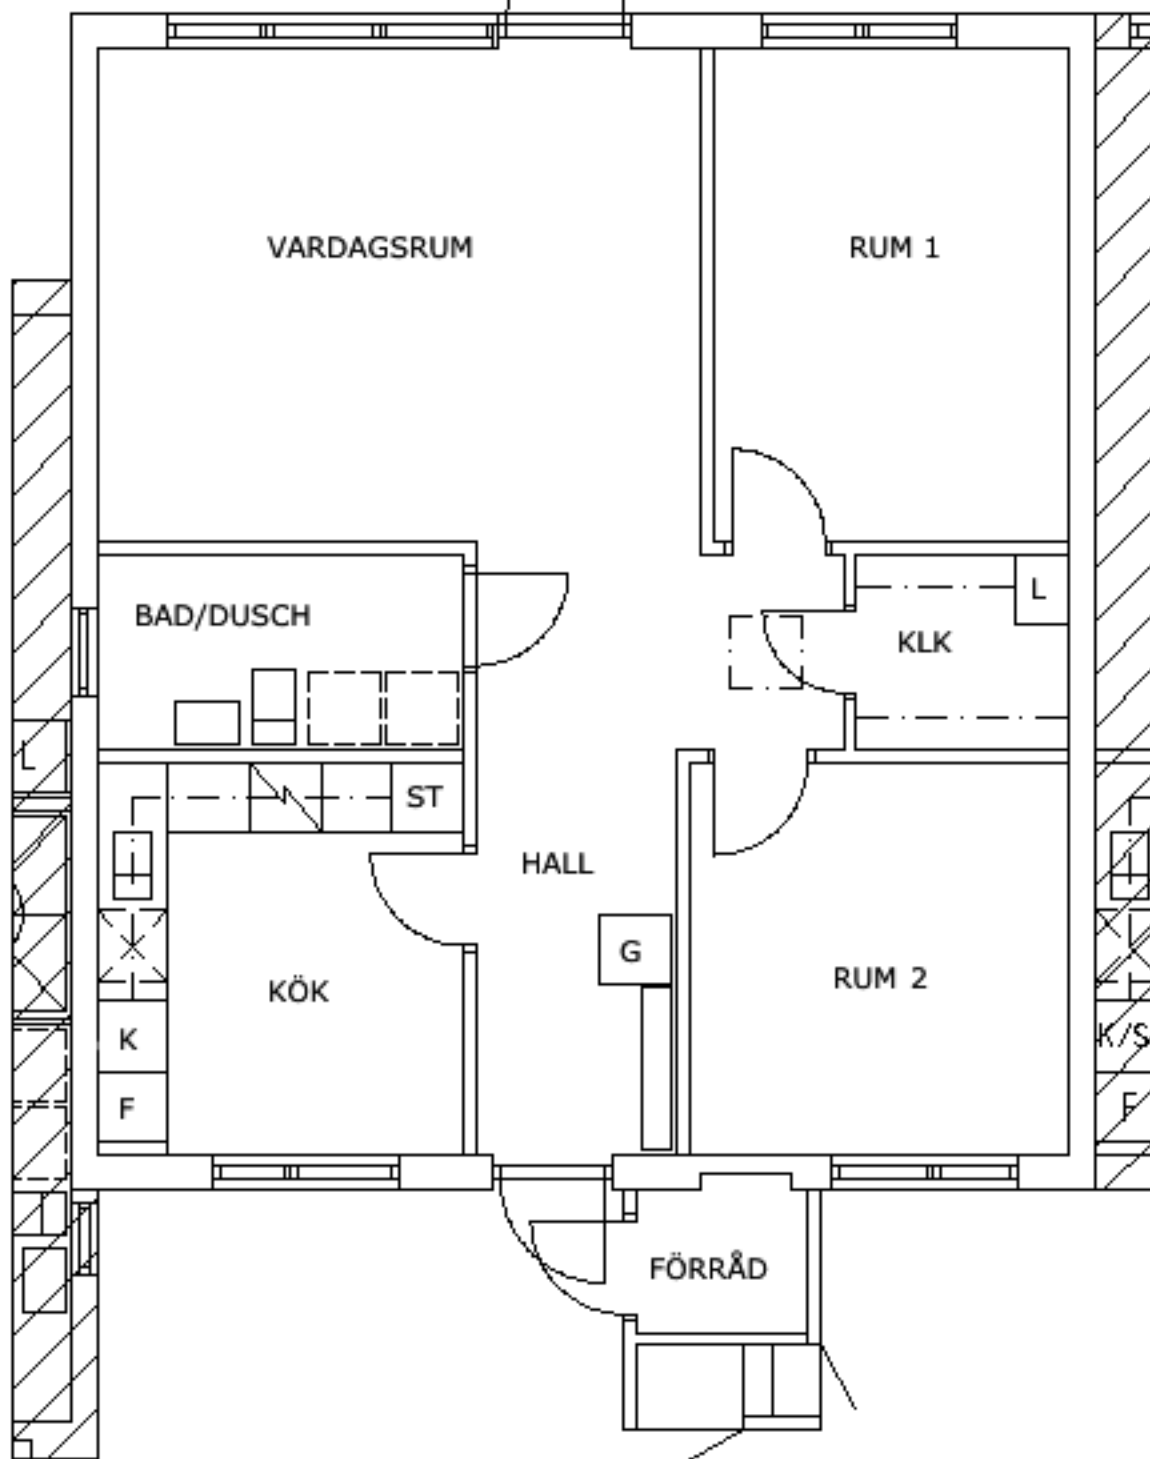 VARDAGSRUM
RUM 1
BAD/DUSCH
L
KLK
L
ST
HALL
G
KÖK
RUM 2
K
K/S
F
F
FÖRRÅD